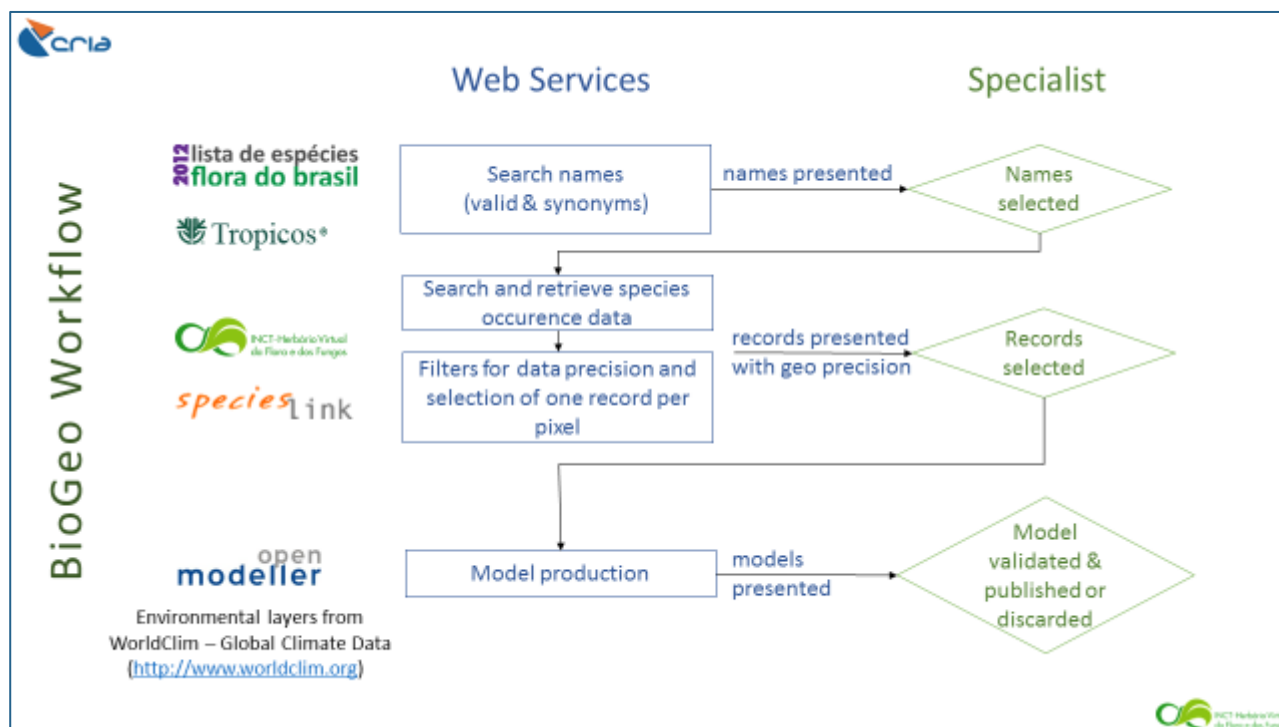 cria
Web Services
Specialist
BioGeo Workflow
2012
lista de espécies
flora do brasil
Tropicos®
Search names
(valid & synonyms)
names presented
Names
selected
Search and retrieve species
occurence data
INCT-Herbário Virtual
da Flora e dos Fungos
species
link
Filters for data precision and
selection of one record per
pixel
records presented
with geo precision
Records
selected
open
modeller
Model production
models
presented
Model
validated &
published or
discarded
Environmental layers from
WorldClim – Global Climate Data
(http://www.worldclim.org)
INCT-Herbário Virtual